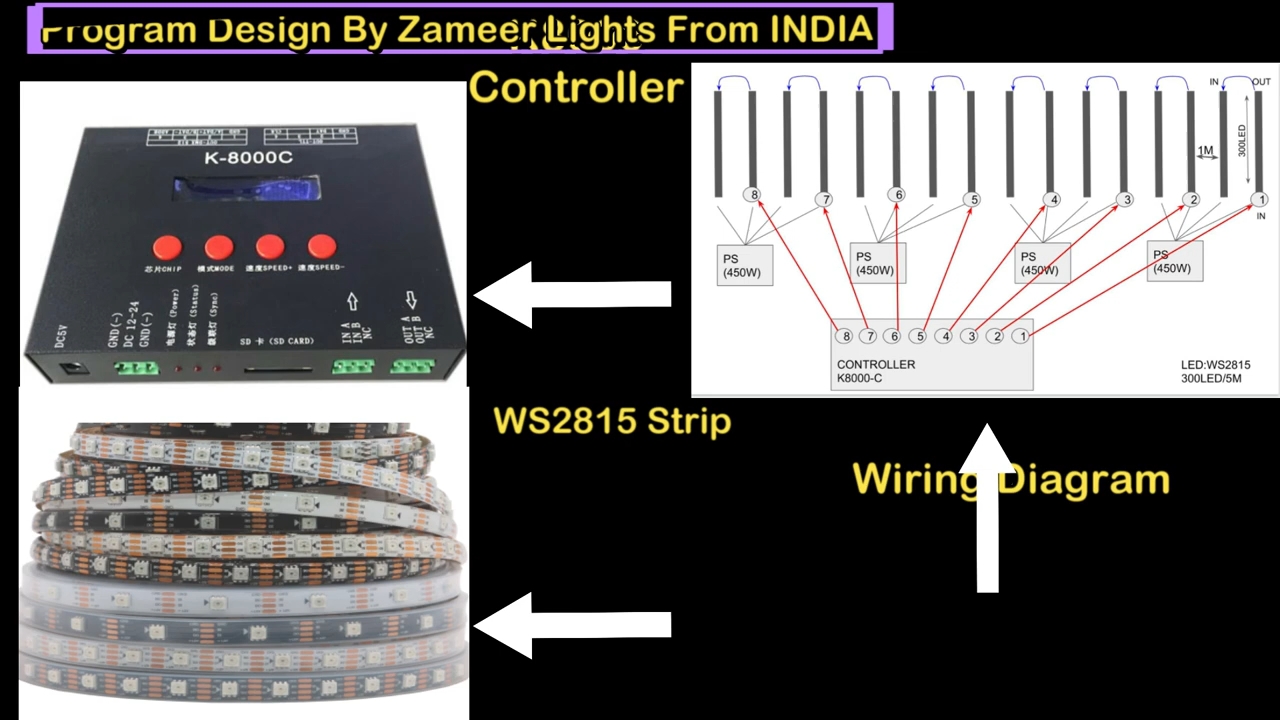 Program Design By Zameer Lights From INDIA
Controller
K-8000C
芯片CHIP 模式MODE 速度SPEED+ 速度SPEED-
DC5V
GND(-)
DC 12-24
GND(-)
电源灯(Power)
状态灯(Status)
级联灯(Sync)
SD 卡 (SD CARD)
IN A
IN B
NC
OUT A
OUT B
NC
IN OUT
1M
300LED
8 7 6 5 4 3 2 1
IN
PS
(450W)
PS
(450W)
PS
(450W)
PS
(450W)
8 7 6 5 4 3 2 1
CONTROLLER
K8000-C
LED:WS2815
300LED/5M
WS2815 Strip
Wiring Diagram